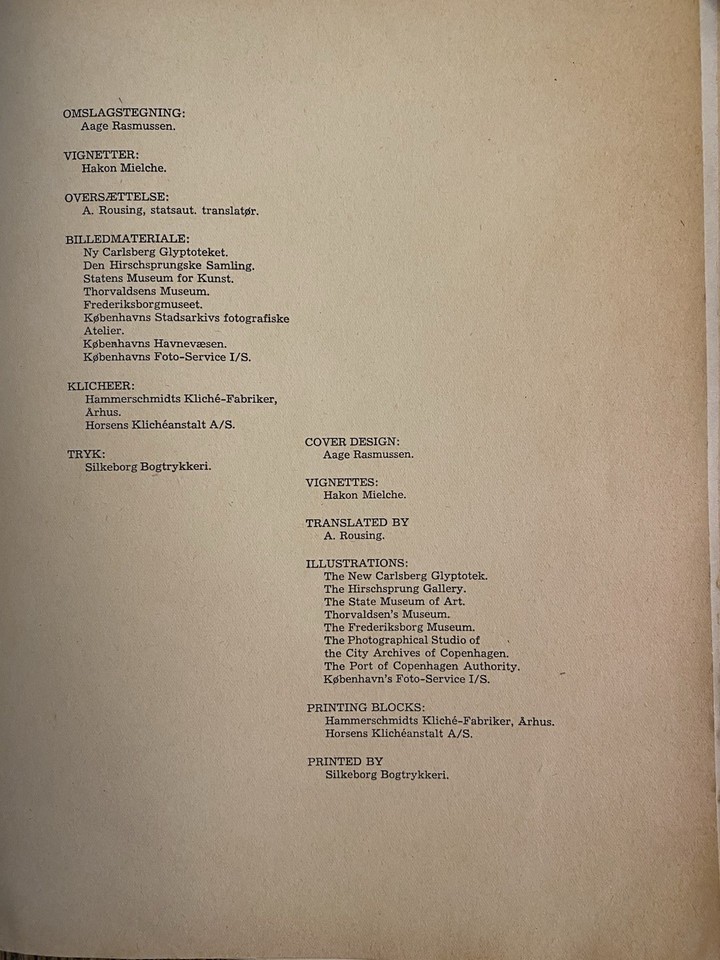 OMSLAGSTEGNING:
Aage Rasmussen.
VIGNETTER:
Hakon Mielche.
OVERSÆTTELSE:
A. Rousing, statsaut. translatør.
BILLEDMATERIALE:
Ny Carlsberg Glyptoteket.
Den Hirschsprungske Samling.
Statens Museum for Kunst.
Thorvaldsens Museum.
Frederiksborgmuseet.
Københavns Stadsarkivs fotografiske
Atelier.
Københavns Havnevæsen.
Københavns Foto-Service I/S.
KLICHEER:
Hammerschmidts Kliché-Fabriker,
Århus.
Horsens Klichéanstalt A/S.
TRYK:
Silkeborg Bogtrykkeri.
COVER DESIGN:
Aage Rasmussen.
VIGNETTES:
Hakon Mielche.
TRANSLATED BY
A. Rousing.
ILLUSTRATIONS:
The New Carlsberg Glyptotek.
The Hirschsprung Gallery.
The State Museum of Art.
Thorvaldsen's Museum.
The Frederiksborg Museum.
The Photographical Studio of
the City Archives of Copenhagen.
The Port of Copenhagen Authority.
København's Foto-Service I/S.
PRINTING BLOCKS:
Hammerschmidts Kliché-Fabriker, Århus.
Horsens Klichéanstalt A/S.
PRINTED BY
Silkeborg Bogtrykkeri.